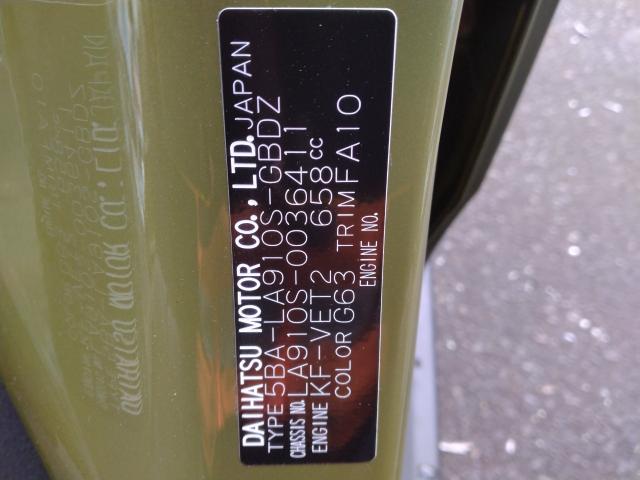 DAIHATSU MOTOR CO., LTD. JAPAN
TYPE 5BA-LA910S-GBDZ
CHASSIS NO. LA910S-0036411
ENGINE KF-VET2 658cc
COLOR G63 TRIM FA10
ENGINE NO.